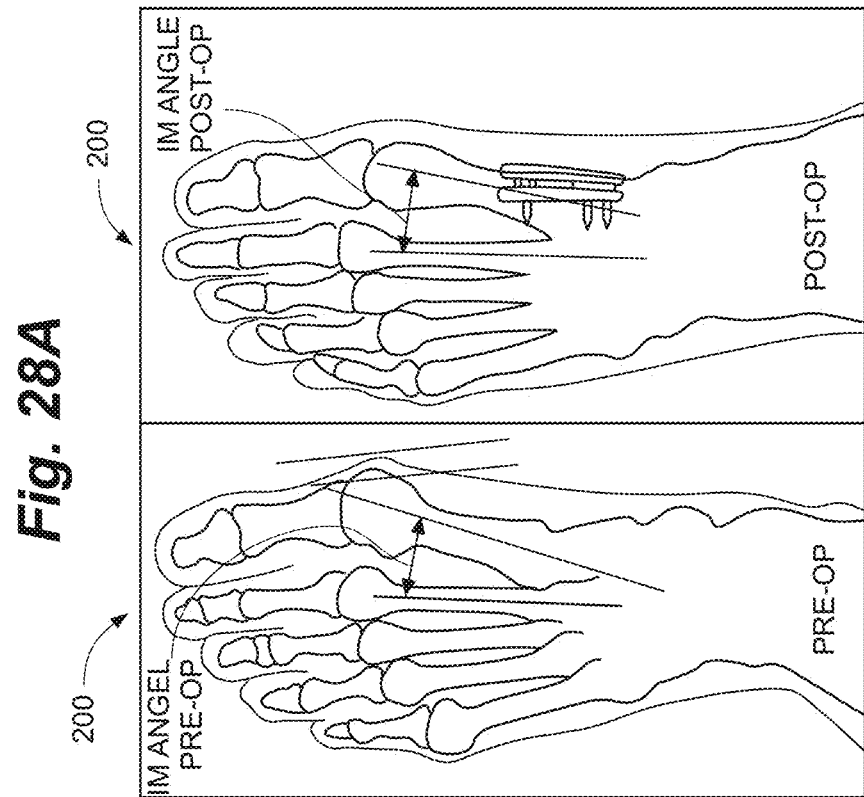 Fig. 28A
200
IM ANGEL
PRE-OP
PRE-OP
200
IM ANGLE
POST-OP
POST-OP